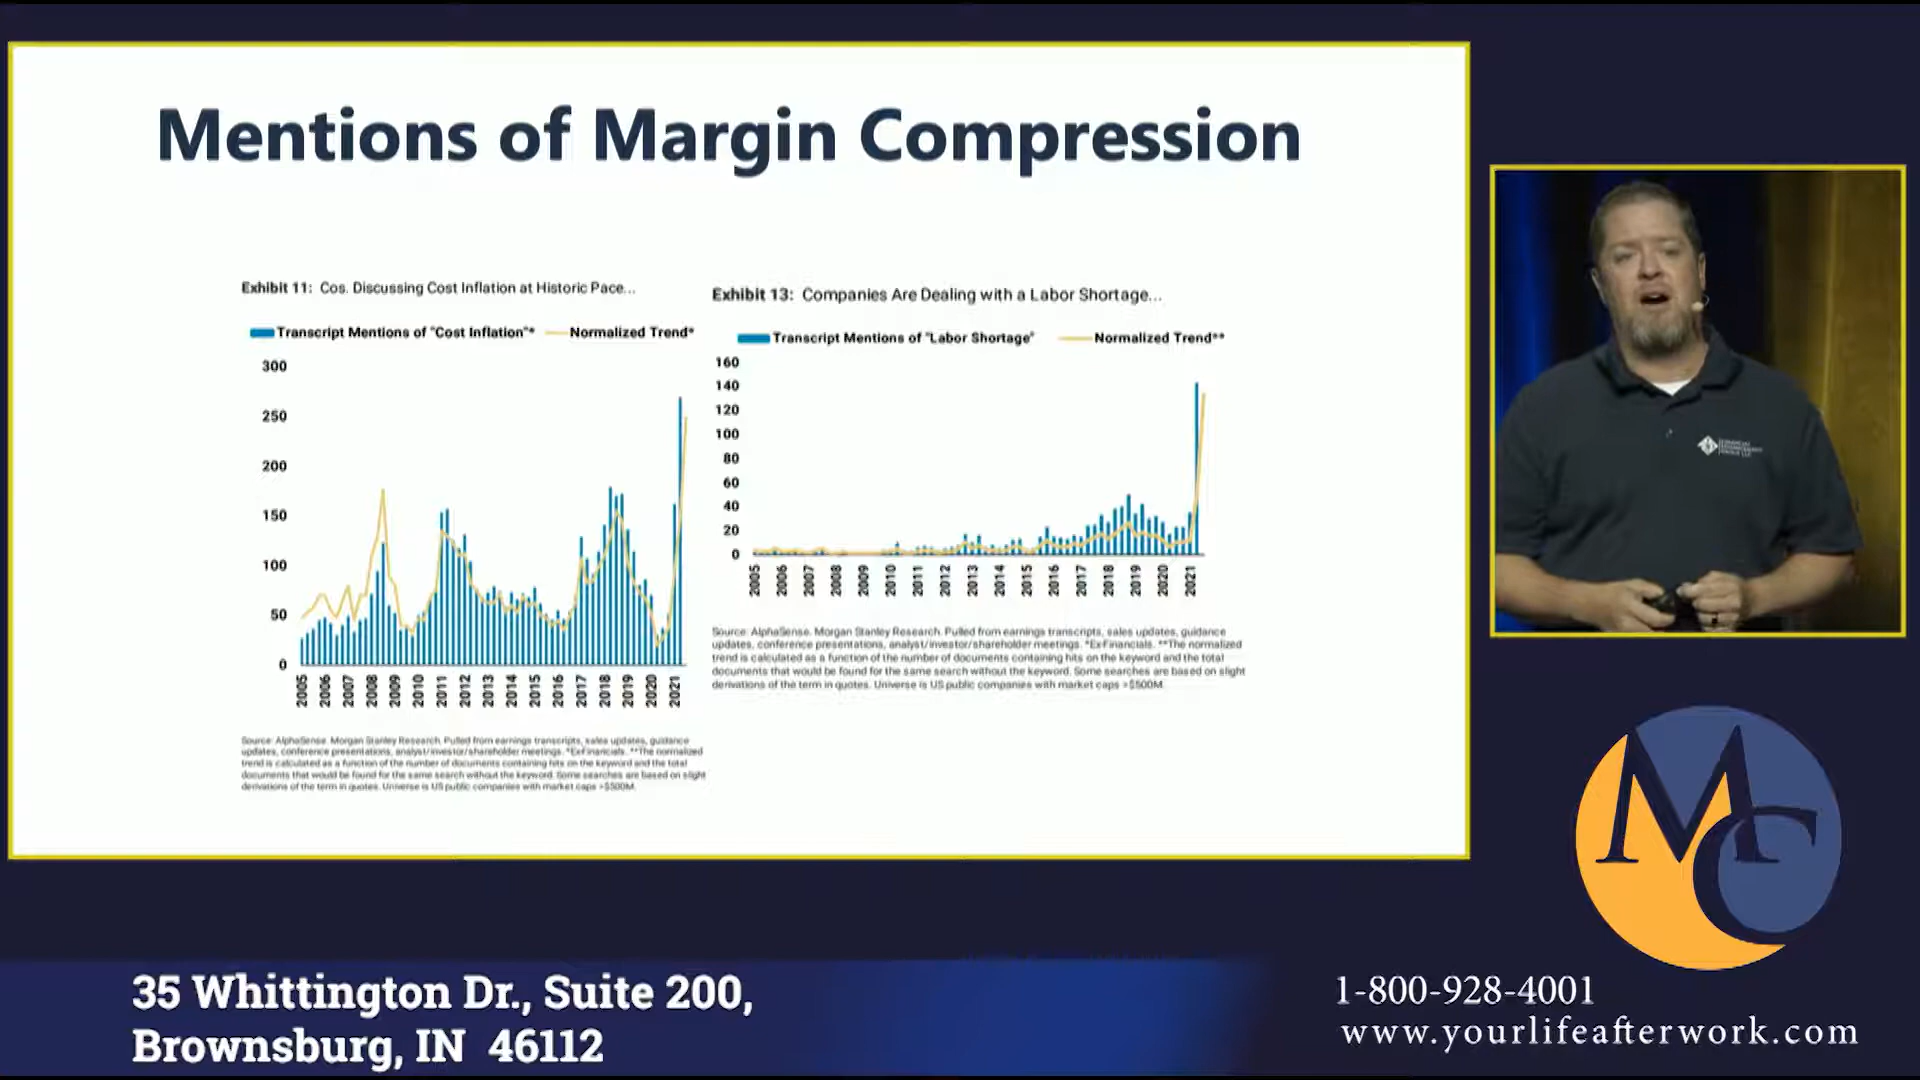 Mentions of Margin Compression
Exhibit 11: Cos. Discussing Cost Inflation at Historic Pace...
Transcript Mentions of "Cost Inflation"* Normalized Trend*
300
250
200
150
100
50
0
2005 2006 2007 2008 2009 2010 2011 2012 2013 2014 2015 2016 2017 2018 2019 2020 2021
Source: AlphaSense. Morgan Stanley Research. Pulled from earnings transcripts, sales updates, guidance
updates, conference presentations, analyst/investor/shareholder meetings. *ExFinancials. **The normalized
trend is calculated as a function of the number of documents containing hits on the keyword and the total
documents that would be found for the same search without the keyword. Some searches are based on slight
derivations of the term in quotes. Universe is US public companies with market caps >$500M.
Exhibit 13: Companies Are Dealing with a Labor Shortage...
Transcript Mentions of "Labor Shortage" Normalized Trend**
160
140
120
100
80
60
40
20
0
2005 2006 2007 2008 2009 2010 2011 2012 2013 2014 2015 2016 2017 2018 2019 2020 2021
Source: AlphaSense. Morgan Stanley Research. Pulled from earnings transcripts, sales updates, guidance
updates, conference presentations, analyst/investor/shareholder meetings. *ExFinancials. **The normalized
trend is calculated as a function of the number of documents containing hits on the keyword and the total
documents that would be found for the same search without the keyword. Some searches are based on slight
derivations of the term in quotes. Universe is US public companies with market caps >$500M.
MC
35 Whittington Dr., Suite 200,
Brownsburg, IN 46112
1-800-928-4001
www.yourlifeafterwork.com